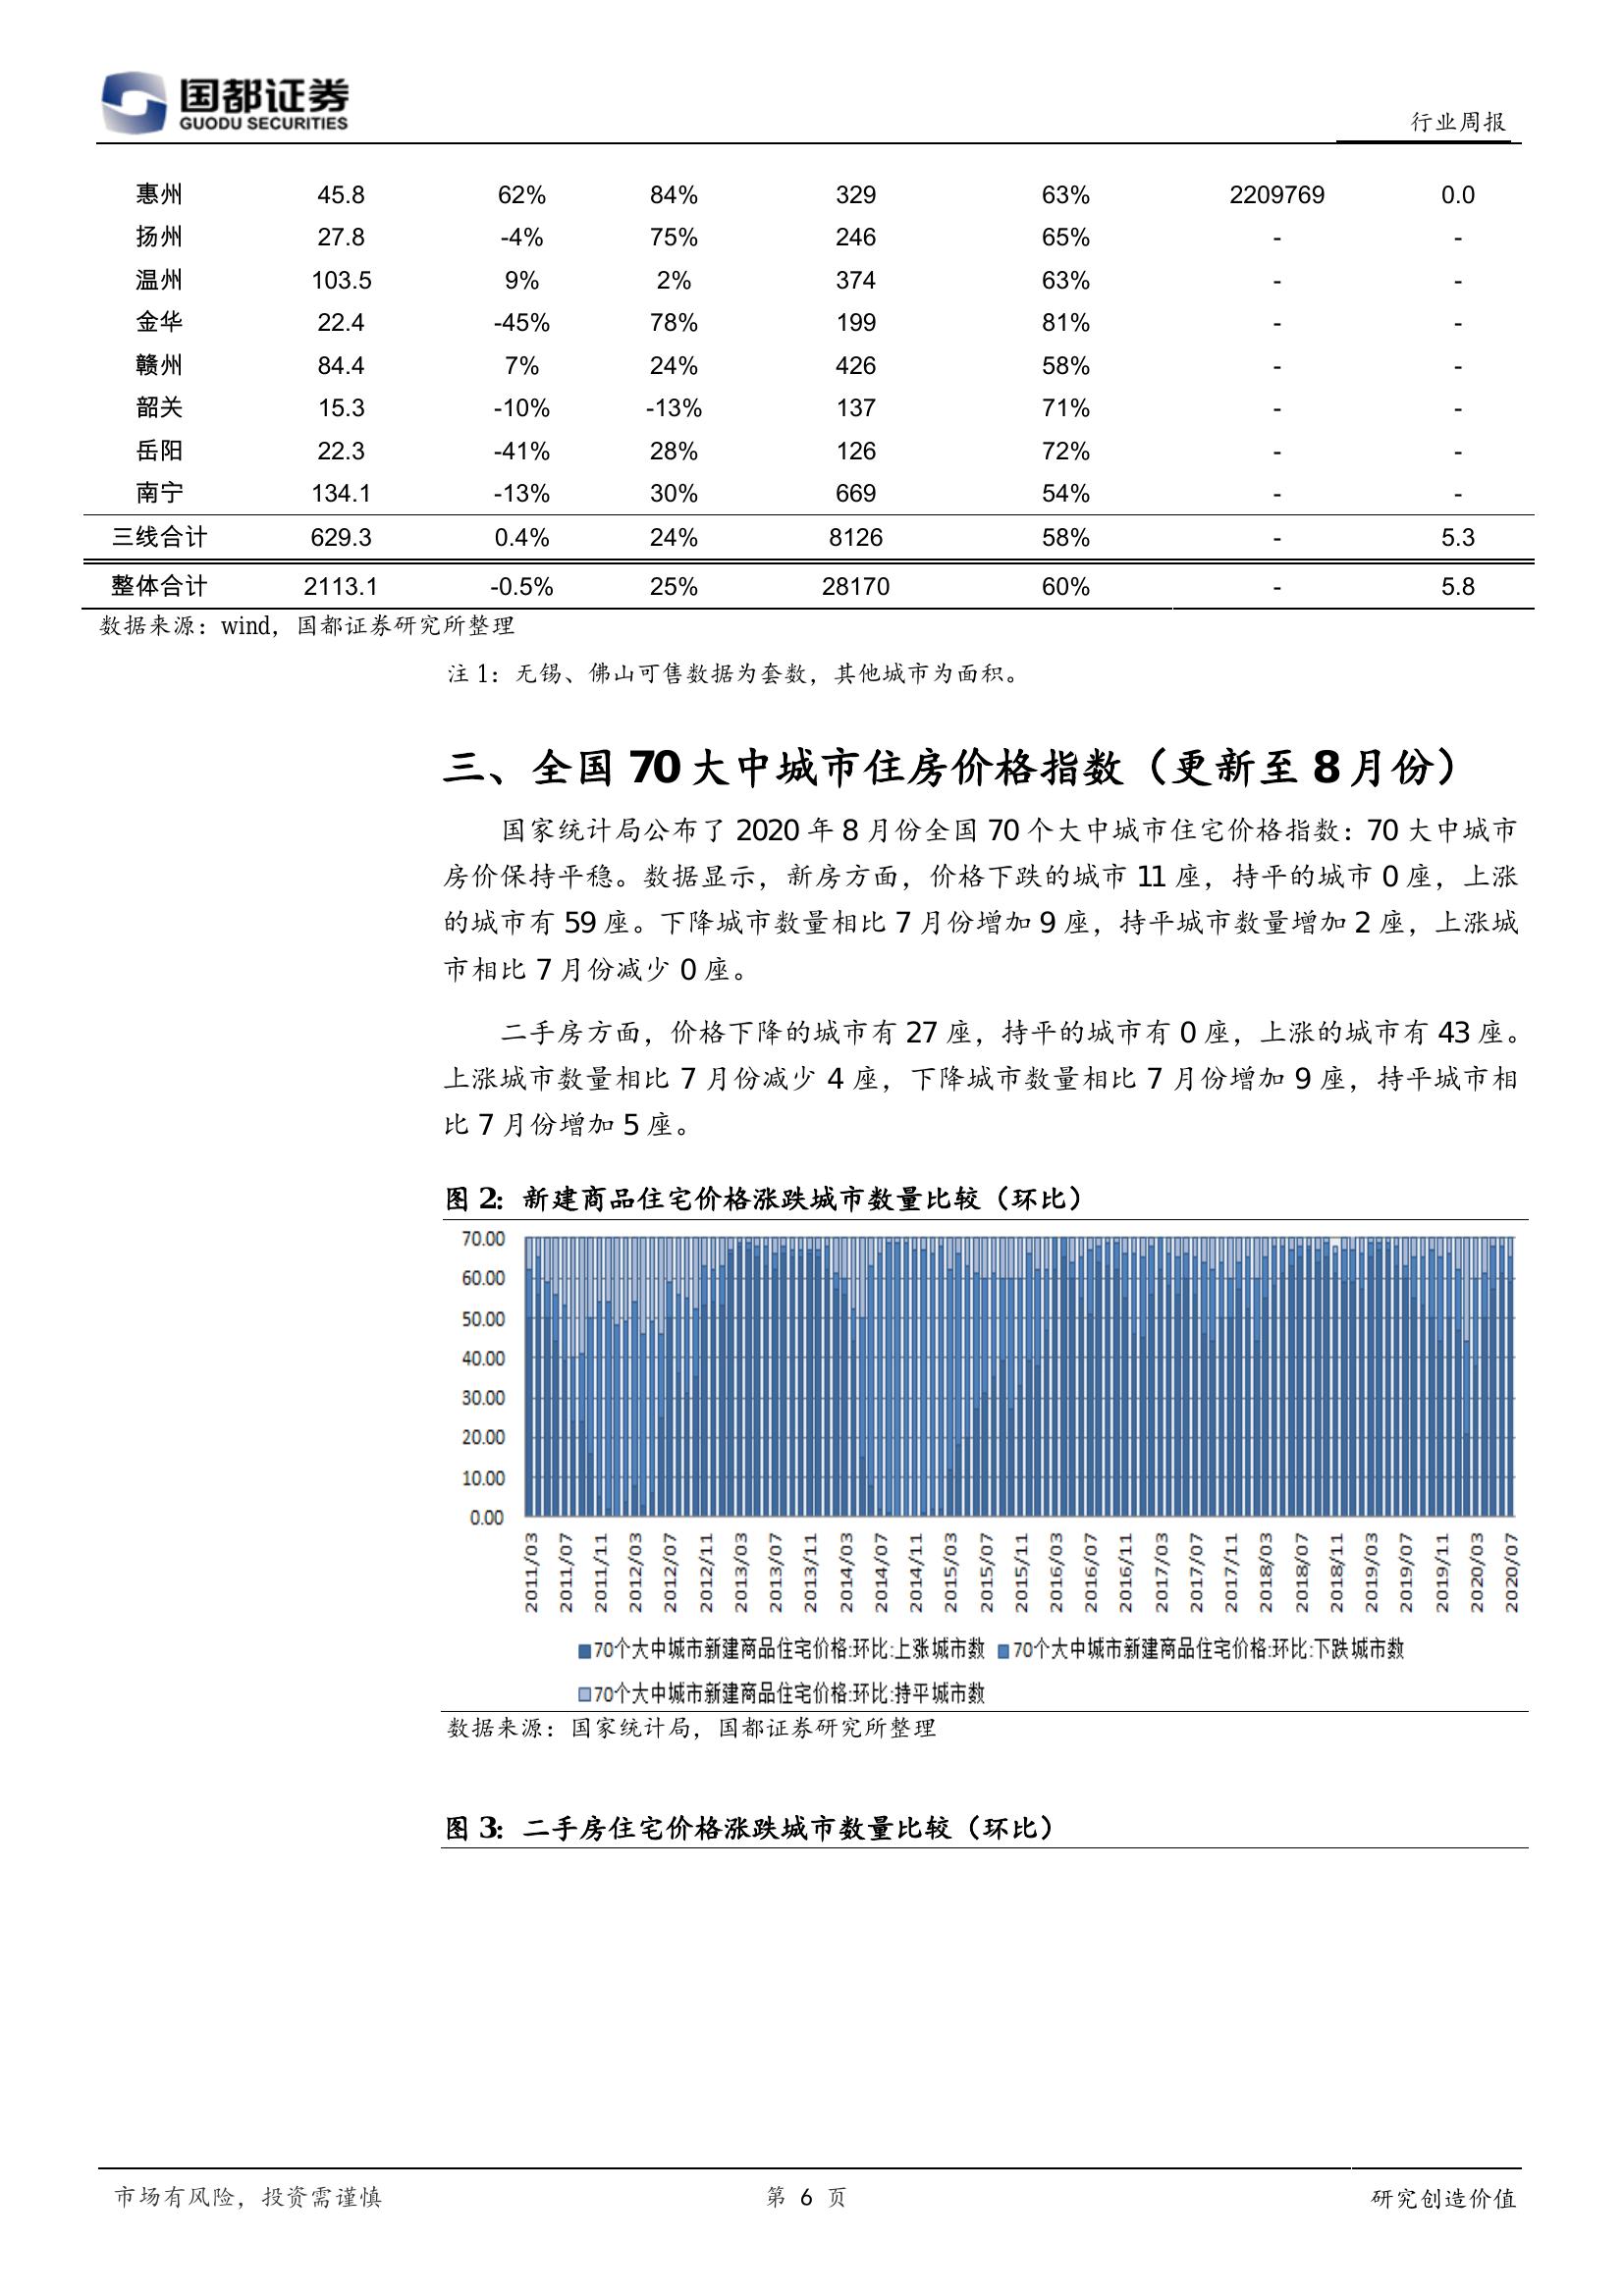 国都证券
GUODU SECURITIES
行业周报
惠州 45.8 62% 84% 329 63% 2209769 0.0
扬州 27.8 -4% 75% 246 65% - -
温州 103.5 9% 2% 374 63% - -
金华 22.4 -45% 78% 199 81% - -
赣州 84.4 7% 24% 426 58% - -
韶关 15.3 -10% -13% 137 71% - -
岳阳 22.3 -41% 28% 126 72% - -
南宁 134.1 -13% 30% 669 54% - -
三线合计 629.3 0.4% 24% 8126 58% - 5.3
整体合计 2113.1 -0.5% 25% 28170 60% - 5.8
数据来源：wind，国都证券研究所整理
注 1：无锡、佛山可售数据为套数，其他城市为面积。
三、全国 70 大中城市住房价格指数（更新至 8 月份）
国家统计局公布了 2020 年 8 月份全国 70 个大中城市住宅价格指数：70 大中城市
房价保持平稳。数据显示，新房方面，价格下跌的城市 11 座，持平的城市 0 座，上涨
的城市有 59 座。下降城市数量相比 7 月份增加 9 座，持平城市数量增加 2 座，上涨城
市相比 7 月份减少 0 座。
二手房方面，价格下降的城市有 27 座，持平的城市有 0 座，上涨的城市有 43 座。
上涨城市数量相比 7 月份减少 4 座，下降城市数量相比 7 月份增加 9 座，持平城市相
比 7 月份增加 5 座。
图 2: 新建商品住宅价格涨跌城市数量比较（环比）
70.00
60.00
50.00
40.00
30.00
20.00
10.00
0.00
2011/03 2011/07 2011/11 2012/03 2012/07 2012/11 2013/03 2013/07 2013/11 2014/03 2014/07 2014/11 2015/03 2015/07 2015/11 2016/03 2016/07 2016/11 2017/03 2017/07 2017/11 2018/03 2018/07 2018/11 2019/03 2019/07 2019/11 2020/03 2020/07
70个大中城市新建商品住宅价格:环比:上涨城市数 70个大中城市新建商品住宅价格:环比:下跌城市数
70个大中城市新建商品住宅价格:环比:持平城市数
数据来源：国家统计局，国都证券研究所整理
图 3: 二手房住宅价格涨跌城市数量比较（环比）
市场有风险，投资需谨慎 第 6 页 研究创造价值